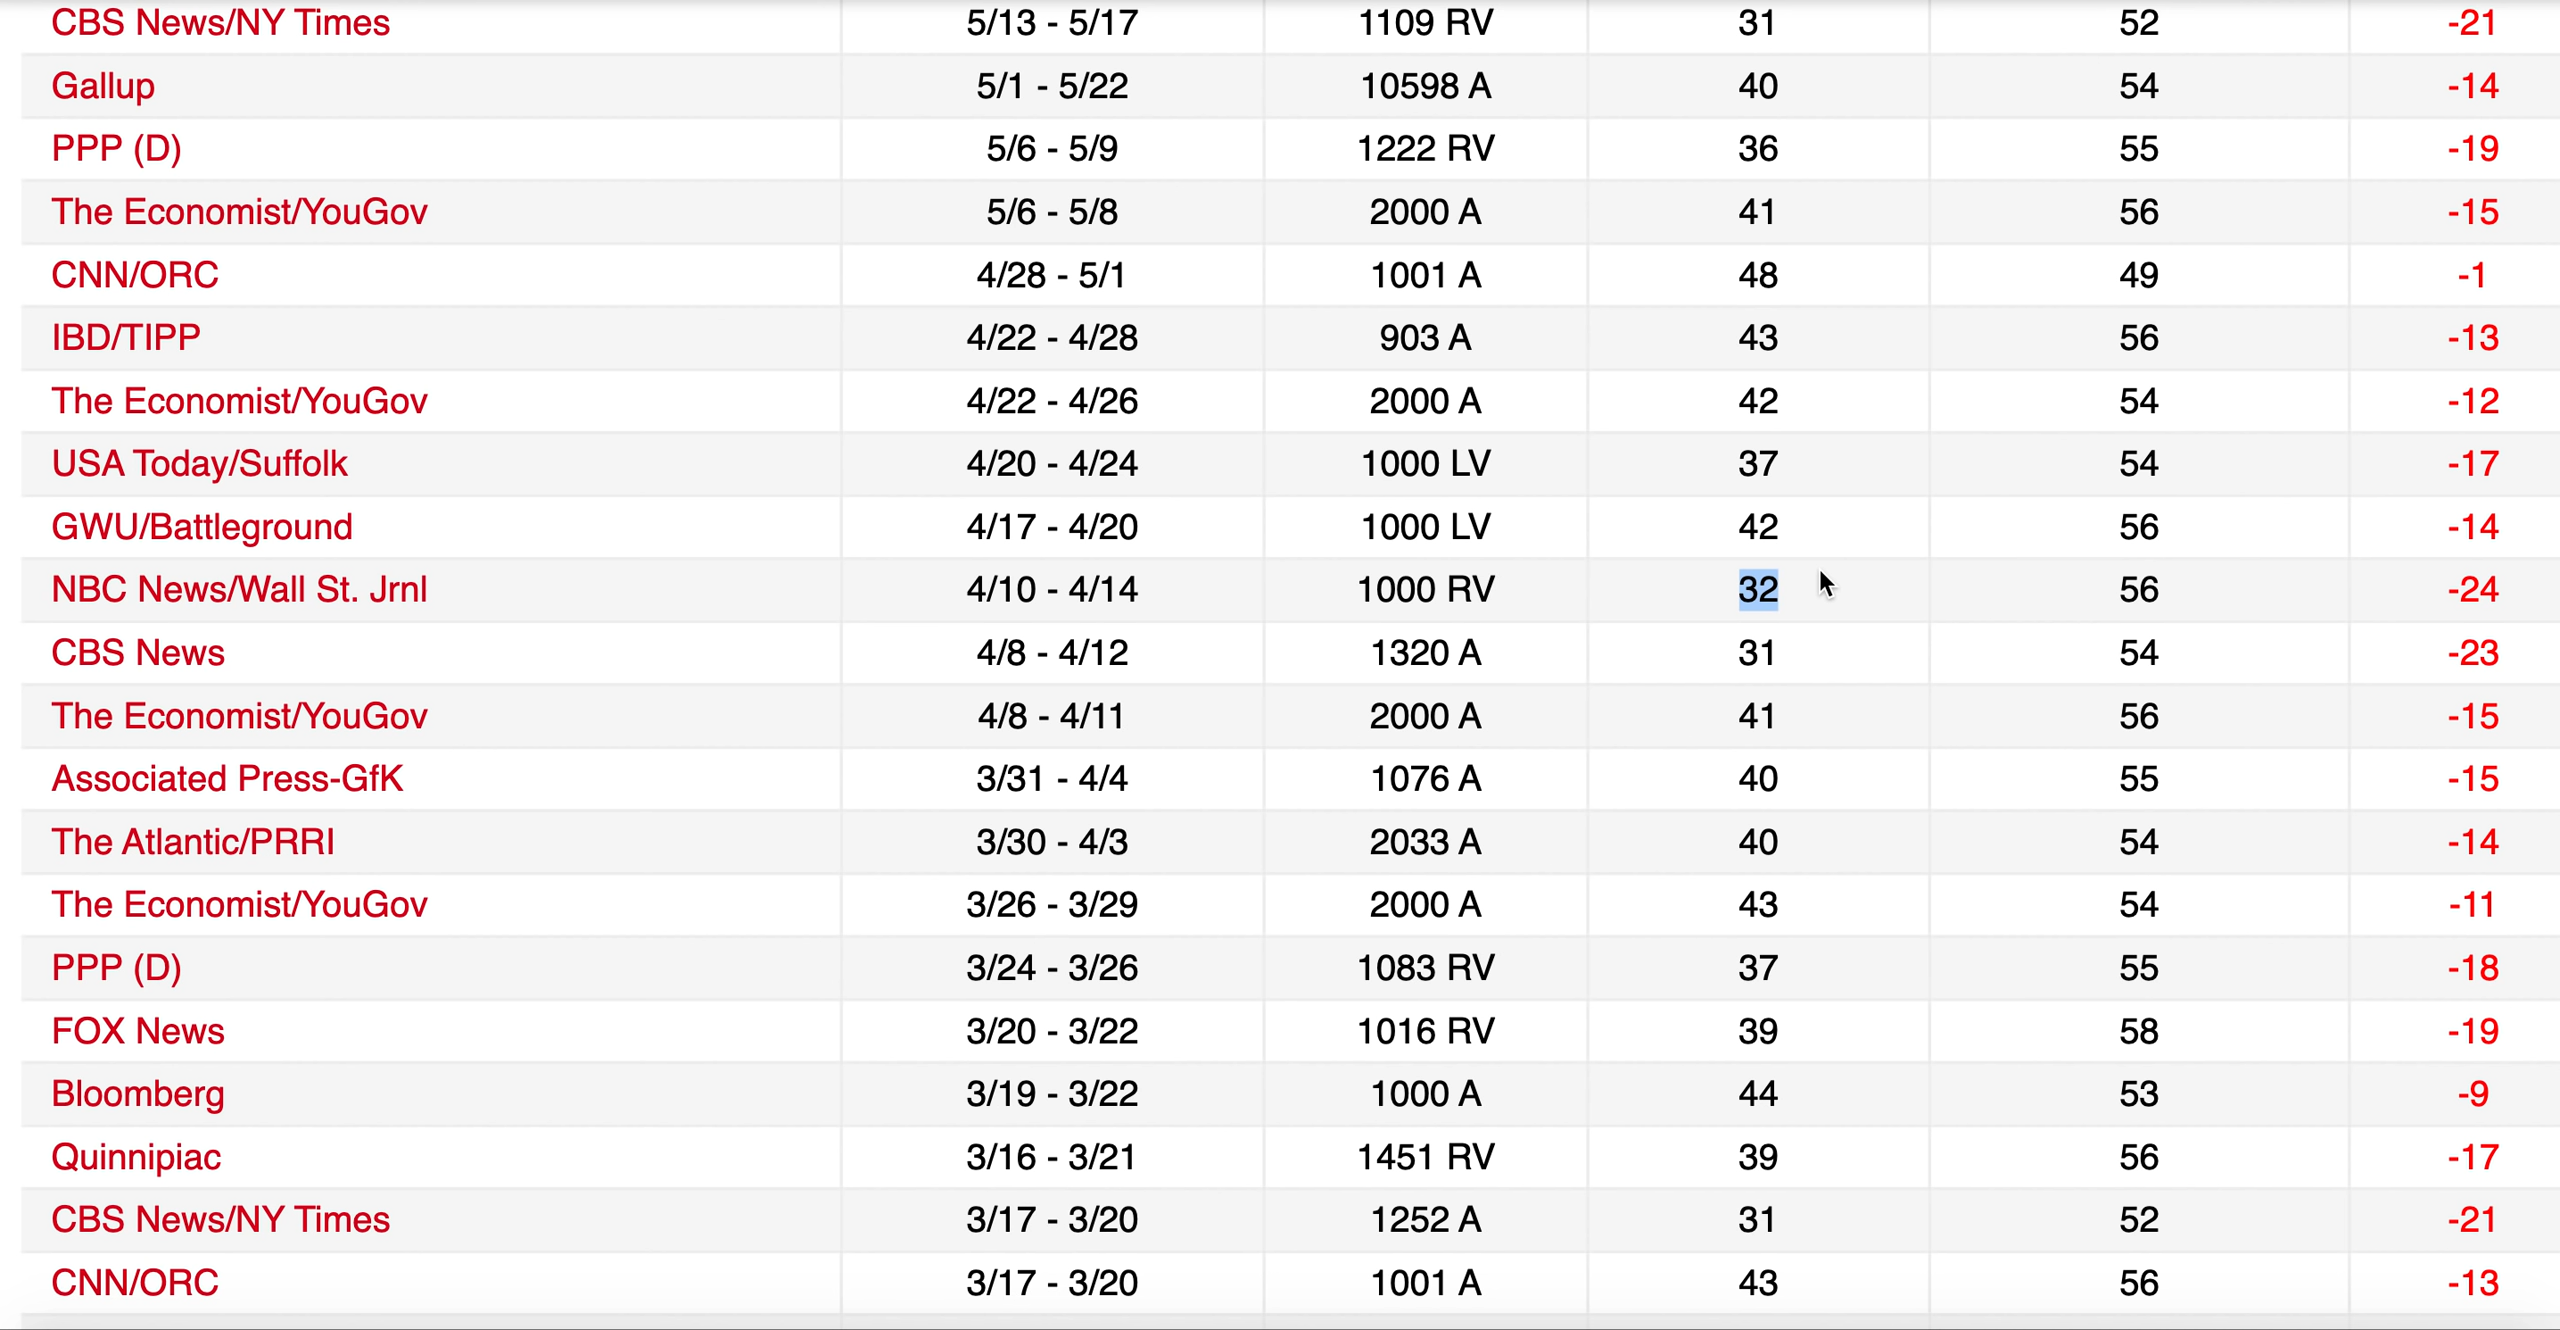 CBS News/NY Times 5/13 - 5/17 1109 RV 31 52 -21
Gallup 5/1 - 5/22 10598 A 40 54 -14
PPP (D) 5/6 - 5/9 1222 RV 36 55 -19
The Economist/YouGov 5/6 - 5/8 2000 A 41 56 -15
CNN/ORC 4/28 - 5/1 1001 A 48 49 -1
IBD/TIPP 4/22 - 4/28 903 A 43 56 -13
The Economist/YouGov 4/22 - 4/26 2000 A 42 54 -12
USA Today/Suffolk 4/20 - 4/24 1000 LV 37 54 -17
GWU/Battleground 4/17 - 4/20 1000 LV 42 56 -14
NBC News/Wall St. Jrnl 4/10 - 4/14 1000 RV 32 56 -24
CBS News 4/8 - 4/12 1320 A 31 54 -23
The Economist/YouGov 4/8 - 4/11 2000 A 41 56 -15
Associated Press-GfK 3/31 - 4/4 1076 A 40 55 -15
The Atlantic/PRRI 3/30 - 4/3 2033 A 40 54 -14
The Economist/YouGov 3/26 - 3/29 2000 A 43 54 -11
PPP (D) 3/24 - 3/26 1083 RV 37 55 -18
FOX News 3/20 - 3/22 1016 RV 39 58 -19
Bloomberg 3/19 - 3/22 1000 A 44 53 -9
Quinnipiac 3/16 - 3/21 1451 RV 39 56 -17
CBS News/NY Times 3/17 - 3/20 1252 A 31 52 -21
CNN/ORC 3/17 - 3/20 1001 A 43 56 -13